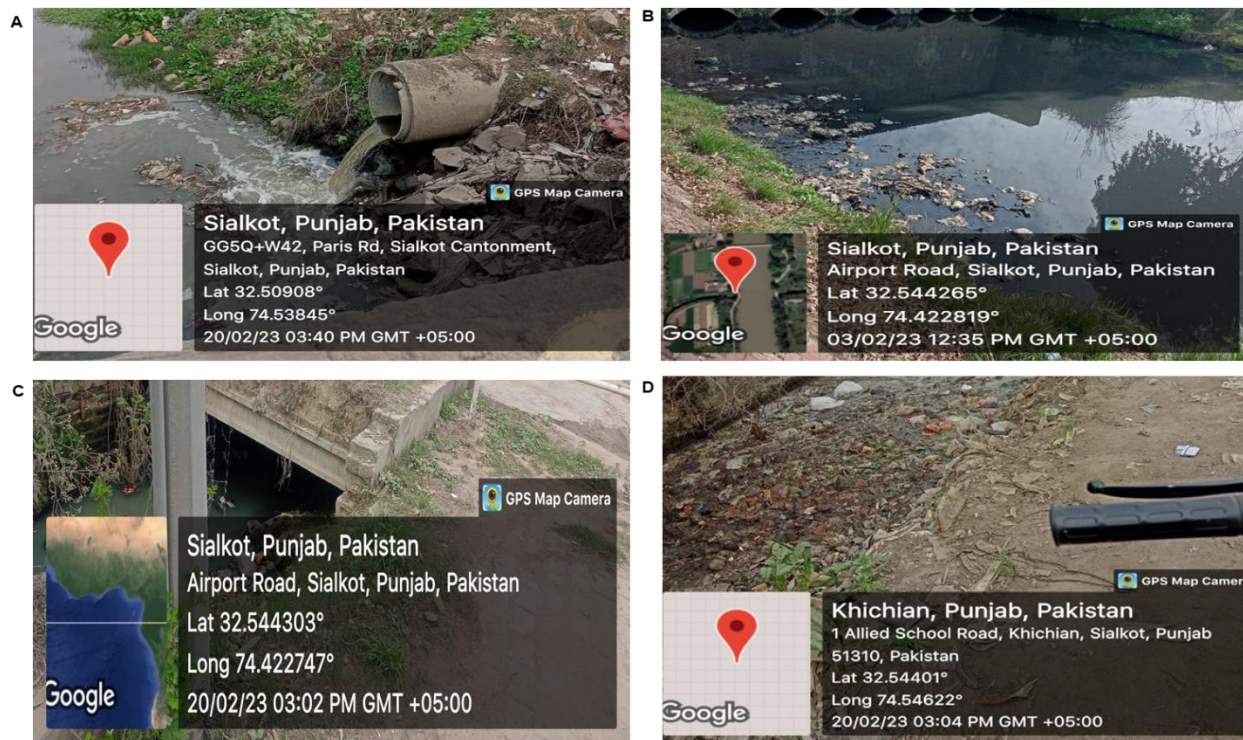 A
GPS Map Camera
Sialkot, Punjab, Pakistan
GG5Q+W42, Paris Rd, Sialkot Cantonment,
Sialkot, Punjab, Pakistan
Lat 32.50908°
Long 74.53845°
20/02/23 03:40 PM GMT +05:00
Google
B
GPS Map Camera
Sialkot, Punjab, Pakistan
Airport Road, Sialkot, Punjab, Pakistan
Lat 32.544265°
Long 74.422819°
03/02/23 12:35 PM GMT +05:00
Google
C
GPS Map Camera
Sialkot, Punjab, Pakistan
Airport Road, Sialkot, Punjab, Pakistan
Lat 32.544303°
Long 74.422747°
20/02/23 03:02 PM GMT +05:00
Google
D
GPS Map Camera
Khichian, Punjab, Pakistan
1 Allied School Road, Khichian, Sialkot, Punjab
51310, Pakistan
Lat 32.54401°
Long 74.54622°
20/02/23 03:04 PM GMT +05:00
Google